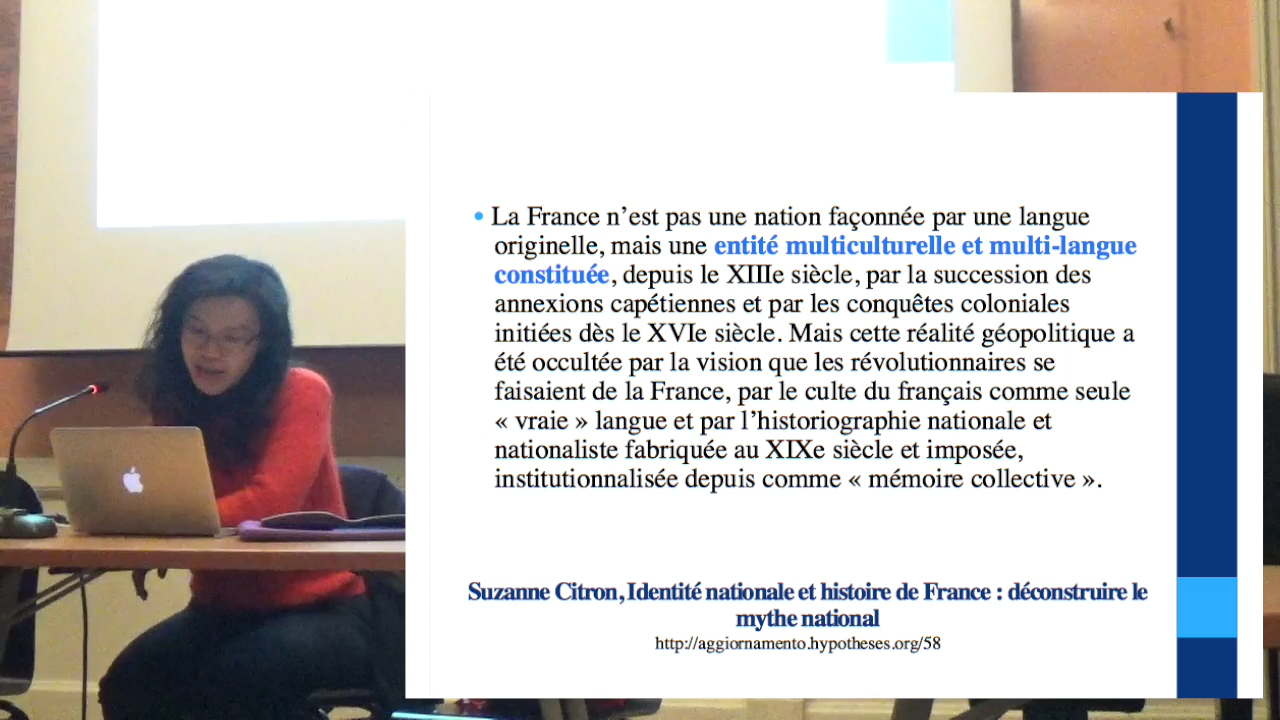 • La France n’est pas une nation façonnée par une langue
originelle, mais une entité multiculturelle et multi-langue
constituée, depuis le XIIIe siècle, par la succession des
annexions capétiennes et par les conquêtes coloniales
initiées dès le XVIe siècle. Mais cette réalité géopolitique a
été occultée par la vision que les révolutionnaires se
faisaient de la France, par le culte du français comme seule
« vraie » langue et par l’historiographie nationale et
nationaliste fabriquée au XIXe siècle et imposée,
institutionnalisée depuis comme « mémoire collective ».
Suzanne Citron, Identité nationale et histoire de France : déconstruire le
mythe national
http://aggiornamento.hypotheses.org/58